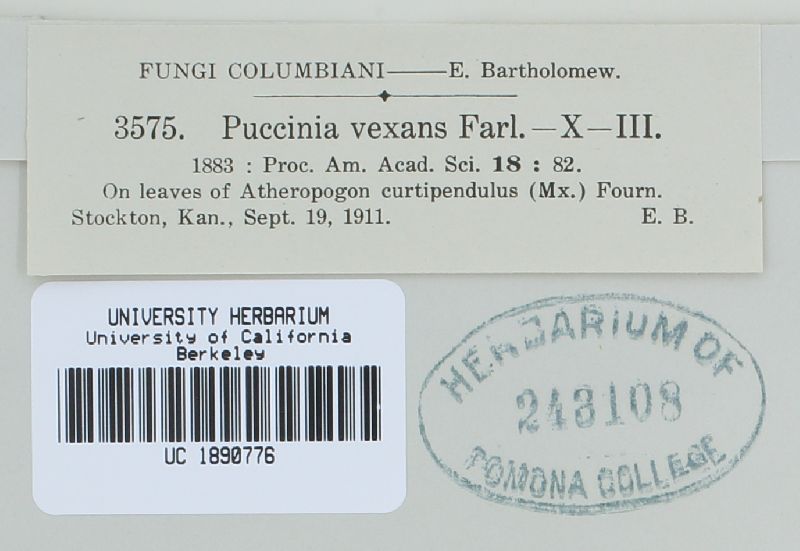 FUNGI COLUMBIANI——E. Bartholomew.
3575. Puccinia vexans Farl.—X—III.
1883 : Proc. Am. Acad. Sci. 18 : 82.
On leaves of Atheropogon curtipendulus (Mx.) Fourn.
Stockton, Kan., Sept. 19, 1911. E. B.
UNIVERSITY HERBARIUM
University of California
Berkeley
UC 1890776
HERBARIUM OF
243108
POMONA COLLEGE